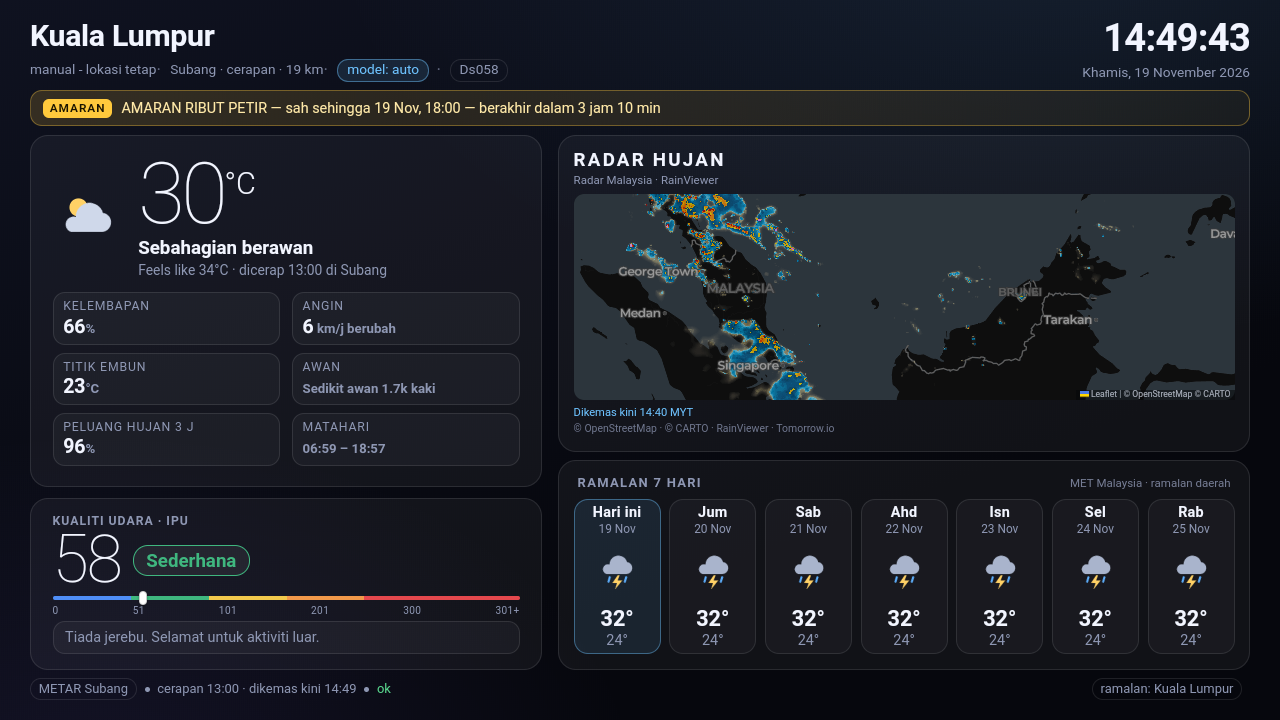 Kuala Lumpur
manual - lokasi tetap· Subang · cerapan · 19 km· model: auto · Ds058
14:49:43
Khamis, 19 November 2026
AMARAN AMARAN RIBUT PETIR — sah sehingga 19 Nov, 18:00 — berakhir dalam 3 jam 10 min
30°C
Sebahagian berawan
Feels like 34°C · dicerap 13:00 di Subang
KELEMBAPAN
66%
ANGIN
6 km/j berubah
TITIK EMBUN
23°C
AWAN
Sedikit awan 1.7k kaki
PELUANG HUJAN 3 J
96%
MATAHARI
06:59 – 18:57
KUALITI UDARA · IPU
58 Sederhana
0 51 101 201 300 301+
Tiada jerebu. Selamat untuk aktiviti luar.
RADAR HUJAN
Radar Malaysia · RainViewer
Dava
George Town
MALAYSIA
BRUNEI
Medan
Tarakan
Singapore
Leaflet | © OpenStreetMap © CARTO
Dikemas kini 14:40 MYT
© OpenStreetMap · © CARTO · RainViewer · Tomorrow.io
RAMALAN 7 HARI
MET Malaysia · ramalan daerah
Hari ini Jum Sab Ahd Isn Sel Rab
19 Nov 20 Nov 21 Nov 22 Nov 23 Nov 24 Nov 25 Nov
32° 32° 32° 32° 32° 32° 32°
24° 24° 24° 24° 24° 24° 24°
METAR Subang ● cerapan 13:00 · dikemas kini 14:49 ● ok
ramalan: Kuala Lumpur